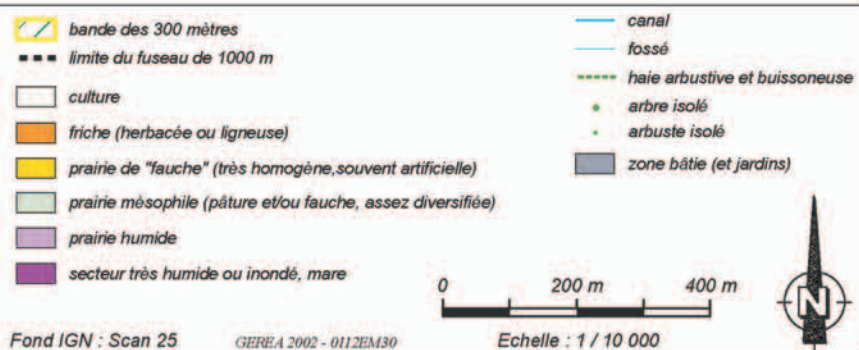 bande des 300 mètres
limite du fuseau de 1000 m
culture
friche (herbacée ou ligneuse)
prairie de "fauche" (très homogène,souvent artificielle)
prairie mèsophile (pâture et/ou fauche, assez diversifiée)
prairie humide
secteur très humide ou inondé, mare
canal
fossé
haie arbustive et buissoneuse
arbre isolé
arbuste isolé
zone bâtie (et jardins)
0 200 m 400 m
N
Fond IGN : Scan 25 GEREA 2002 - 0112EM30 Echelle : 1 / 10 000